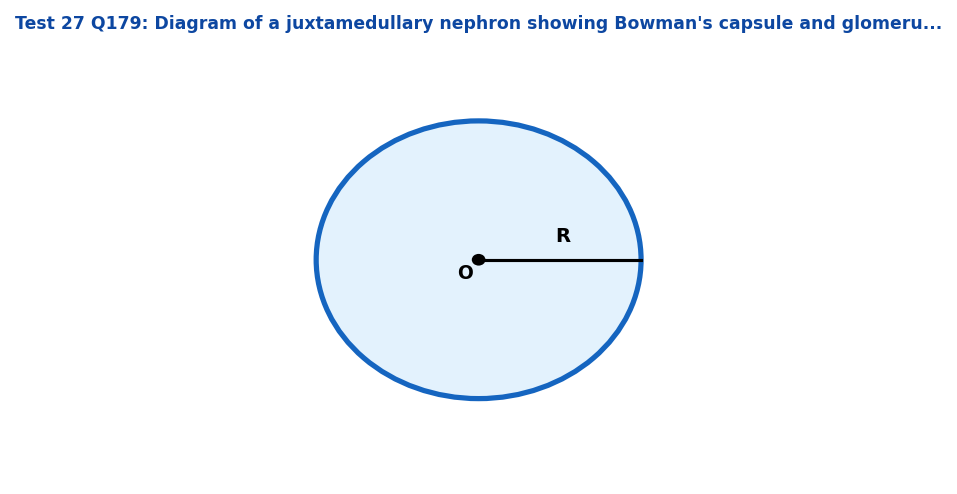 Test 27 Q179: Diagram of a juxtamedullary nephron showing Bowman's capsule and glomeru...
R
O